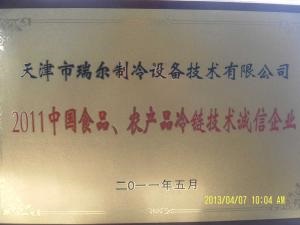 天津市瑞尔制冷设备技术有限公司
2011中国食品、农产品冷链技术诚信企业
二〇一一年五月
2013/04/07 10:04 AM